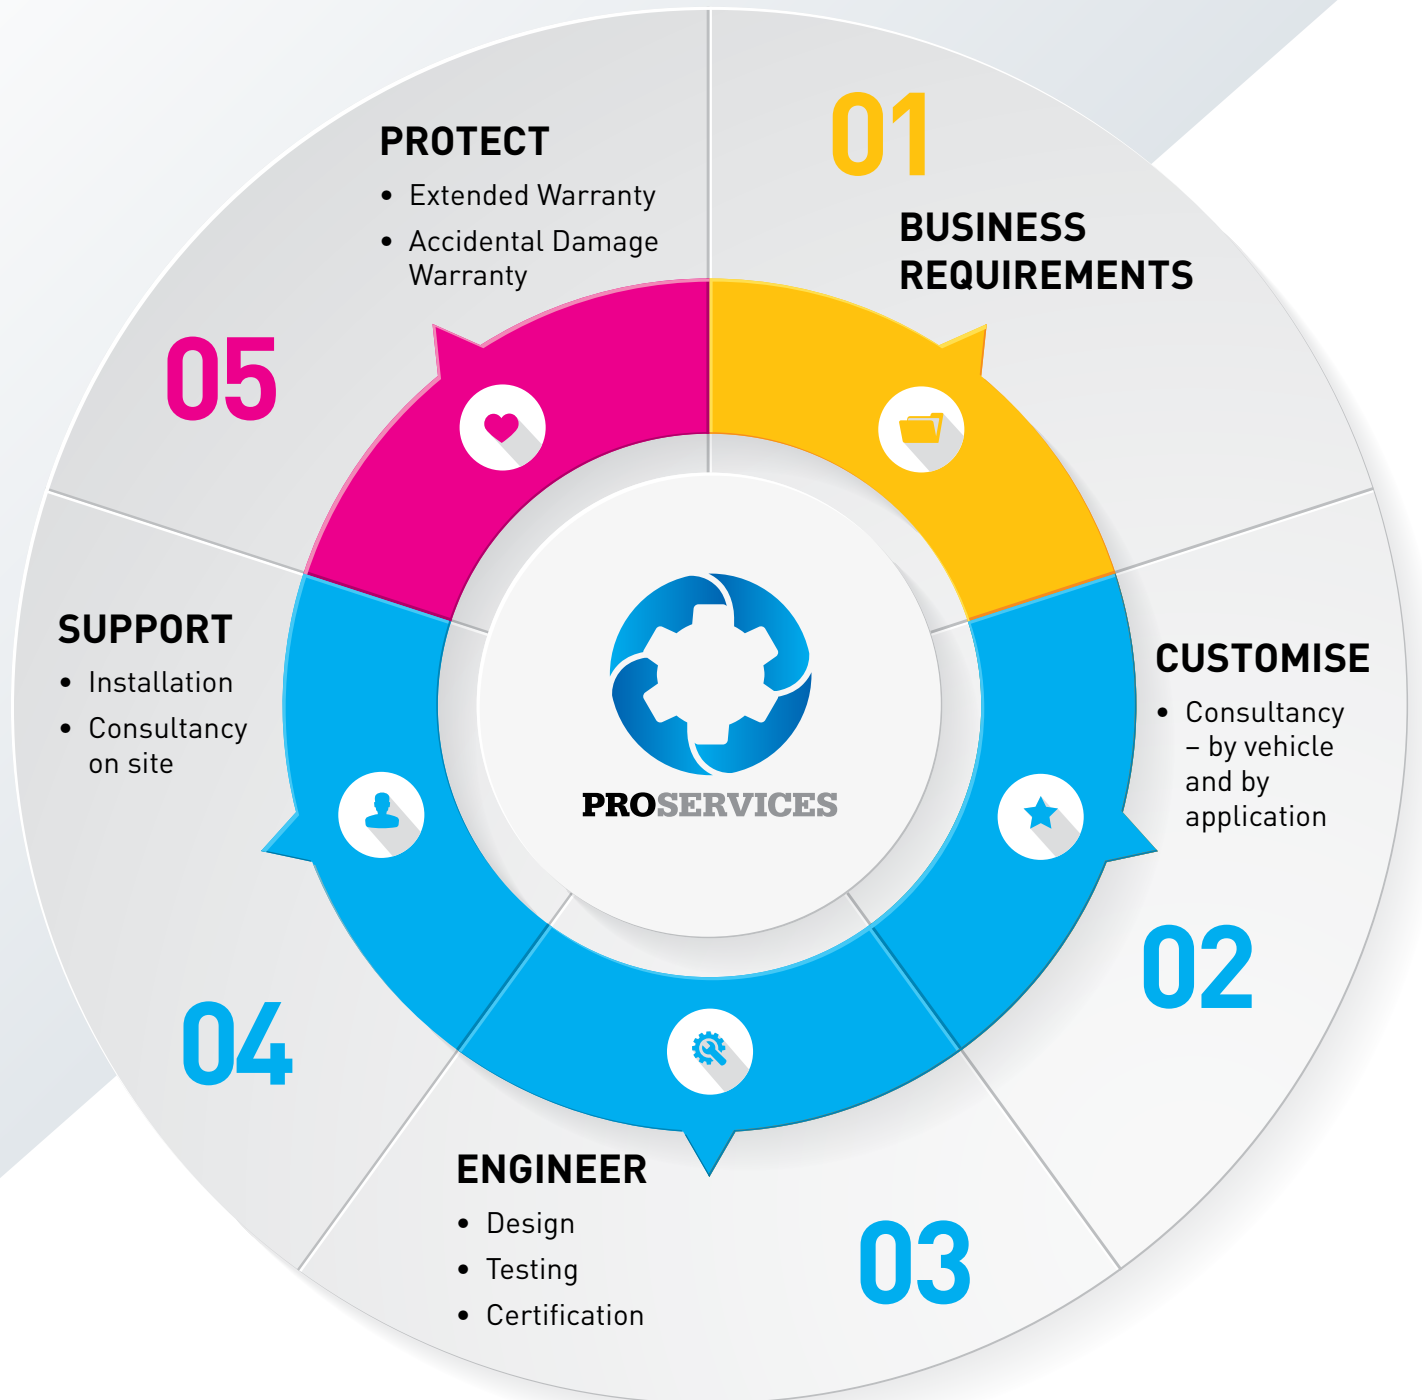 01
BUSINESS
REQUIREMENTS
CUSTOMISE
• Consultancy
– by vehicle
and by
application
02
ENGINEER
• Design
• Testing
• Certification
03
SUPPORT
• Installation
• Consultancy
on site
04
PROTECT
• Extended Warranty
• Accidental Damage
Warranty
05
PROSERVICES